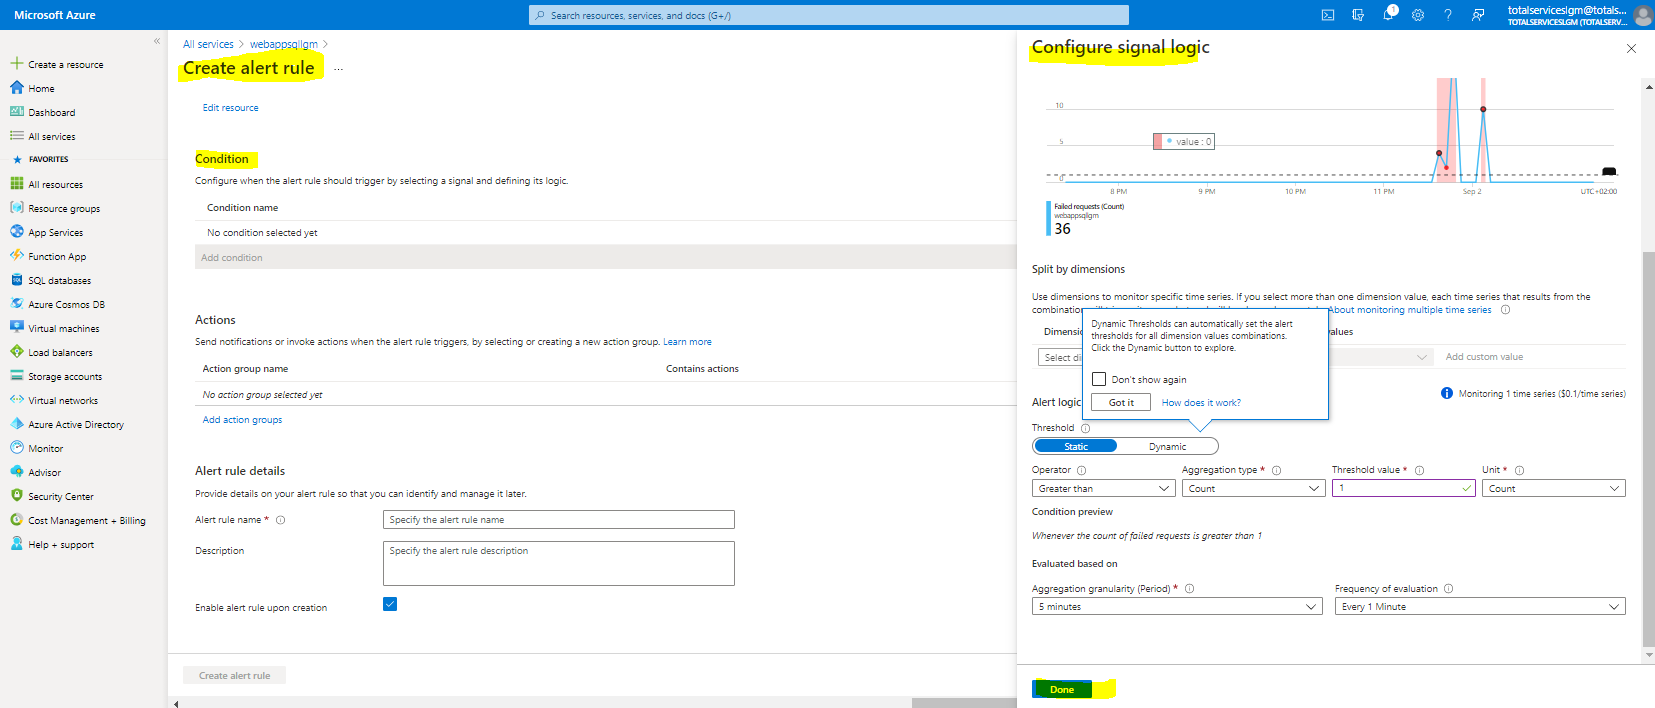 Microsoft Azure
Search resources, services, and docs (G+/)
1
totalserviceslgm@totals...
TOTALSERVICESLGM (TOTALSERV...
Create a resource
Home
Dashboard
All services
FAVORITES
All resources
Resource groups
App Services
Function App
SQL databases
Azure Cosmos DB
Virtual machines
Load balancers
Storage accounts
Virtual networks
Azure Active Directory
Monitor
Advisor
Security Center
Cost Management + Billing
Help + support
All services > webappsqllgm >
Create alert rule ...
Edit resource
Condition
Configure when the alert rule should trigger by selecting a signal and defining its logic.
Condition name
No condition selected yet
Add condition
Actions
Send notifications or invoke actions when the alert rule triggers, by selecting or creating a new action group. Learn more
Action group name Contains actions
No action group selected yet
Add action groups
Alert rule details
Provide details on your alert rule so that you can identify and manage it later.
Alert rule name * Specify the alert rule name
Description Specify the alert rule description
Enable alert rule upon creation
Create alert rule
Configure signal logic
10
5
value : 0
0
8 PM 9 PM 10 PM 11 PM Sep 2 UTC+02:00
Failed requests (Count)
webappsqllgm
36
Split by dimensions
Use dimensions to monitor specific time series. If you select more than one dimension value, each time series that results from the
About monitoring multiple time series
Dynamic Thresholds can automatically set the alert
thresholds for all dimension values combinations.
Click the Dynamic button to explore.
Don't show again
Got it How does it work?
Add custom value
Monitoring 1 time series ($0.1/time series)
Alert logic
Threshold
Static Dynamic
Operator Aggregation type * Threshold value * Unit *
Greater than Count 1 Count
Condition preview
Whenever the count of failed requests is greater than 1
Evaluated based on
Aggregation granularity (Period) * Frequency of evaluation
5 minutes Every 1 Minute
Done